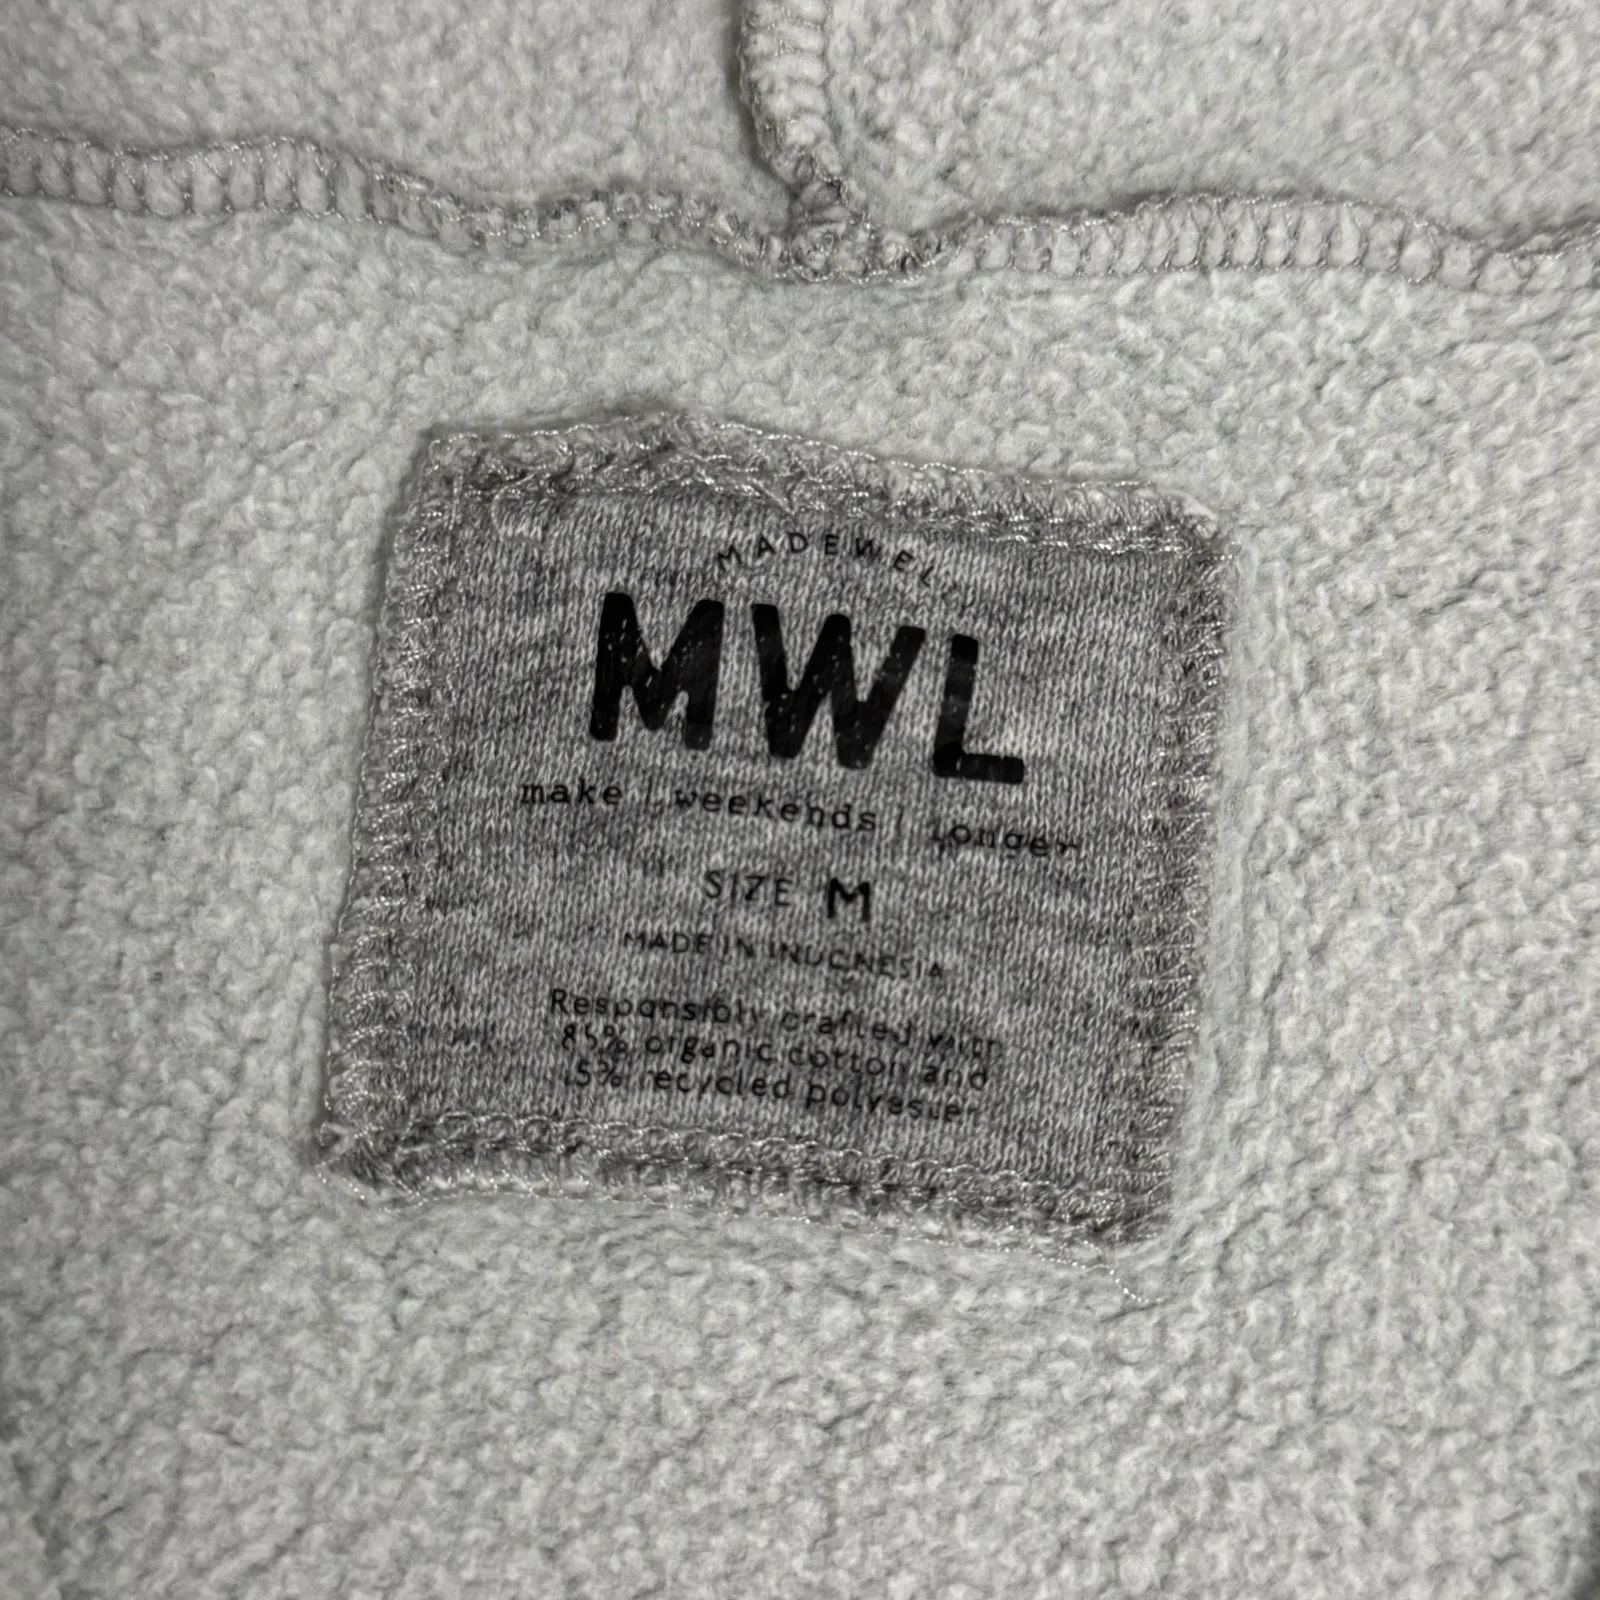 MADEWELL
MWL
make | weekends | longer
SIZE M
MADE IN INDONESIA
Responsibly crafted with
85% organic cotton and
15% recycled polyester